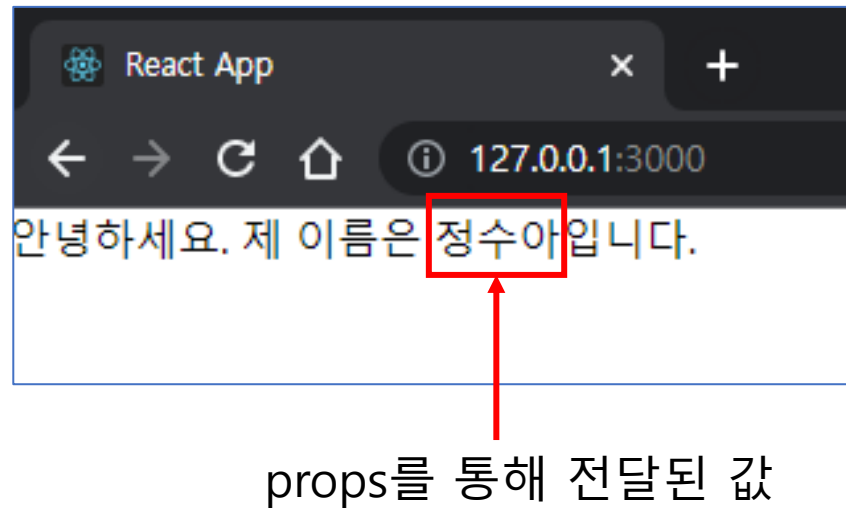 React App
127.0.0.1:3000
안녕하세요. 제 이름은 정수아입니다.
props를 통해 전달된 값